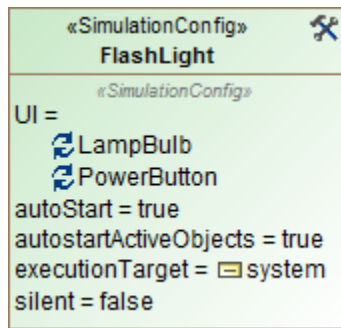 «SimulationConfig»
FlashLight
«SimulationConfig»
UI =
LampBulb
PowerButton
autoStart = true
autostartActiveObjects = true
executionTarget = system
silent = false